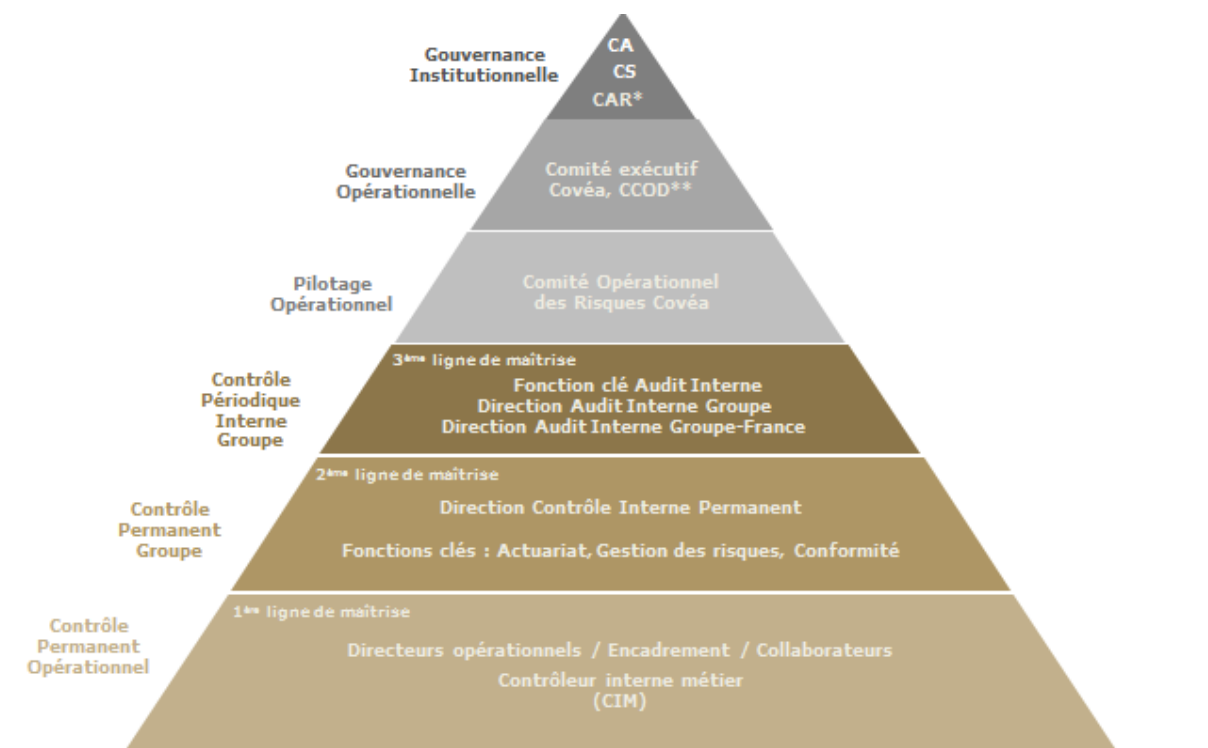 Gouvernance
Institutionnelle
CA
CS
CAR*
Gouvernance
Opérationnelle
Comité exécutif
Covéa, CCOD**
Pilotage
Opérationnel
Comité Opérationnel
des Risques Covéa
Contrôle
Périodique
Interne
Groupe
3ème ligne de maîtrise
Fonction clé Audit Interne
Direction Audit Interne Groupe
Direction Audit Interne Groupe-France
Contrôle
Permanent
Groupe
2ème ligne de maîtrise
Direction Contrôle Interne Permanent
Fonctions clés : Actuariat, Gestion des risques, Conformité
Contrôle
Permanent
Opérationnel
1ère ligne de maîtrise
Directeurs opérationnels / Encadrement / Collaborateurs
Contrôleur interne métier
(CIM)